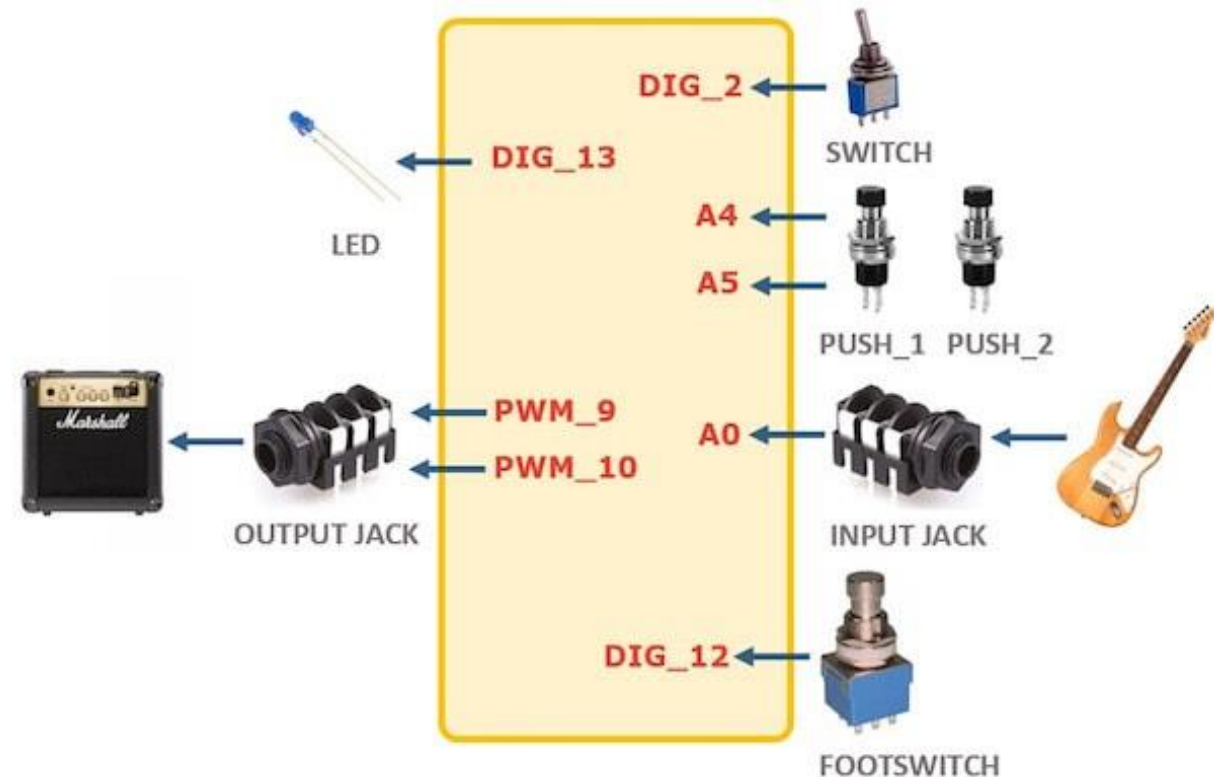 DIG_2
SWITCH
DIG_13
LED
A4
A5
PUSH_1 PUSH_2
Marshall
PWM_9
PWM_10
OUTPUT JACK
A0
INPUT JACK
DIG_12
FOOTSWITCH